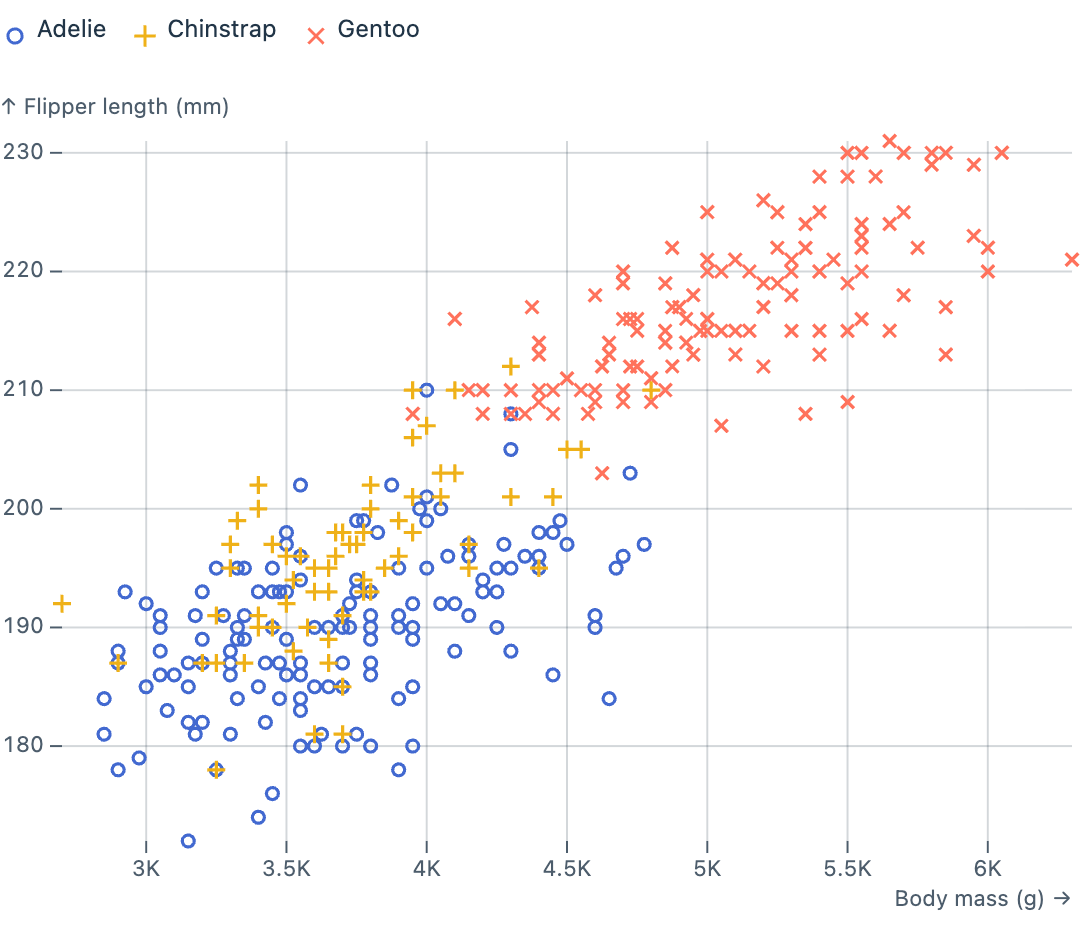 Adelie Chinstrap Gentoo
↑ Flipper length (mm)
230
220
210
200
190
180
3K 3.5K 4K 4.5K 5K 5.5K 6K
Body mass (g) →